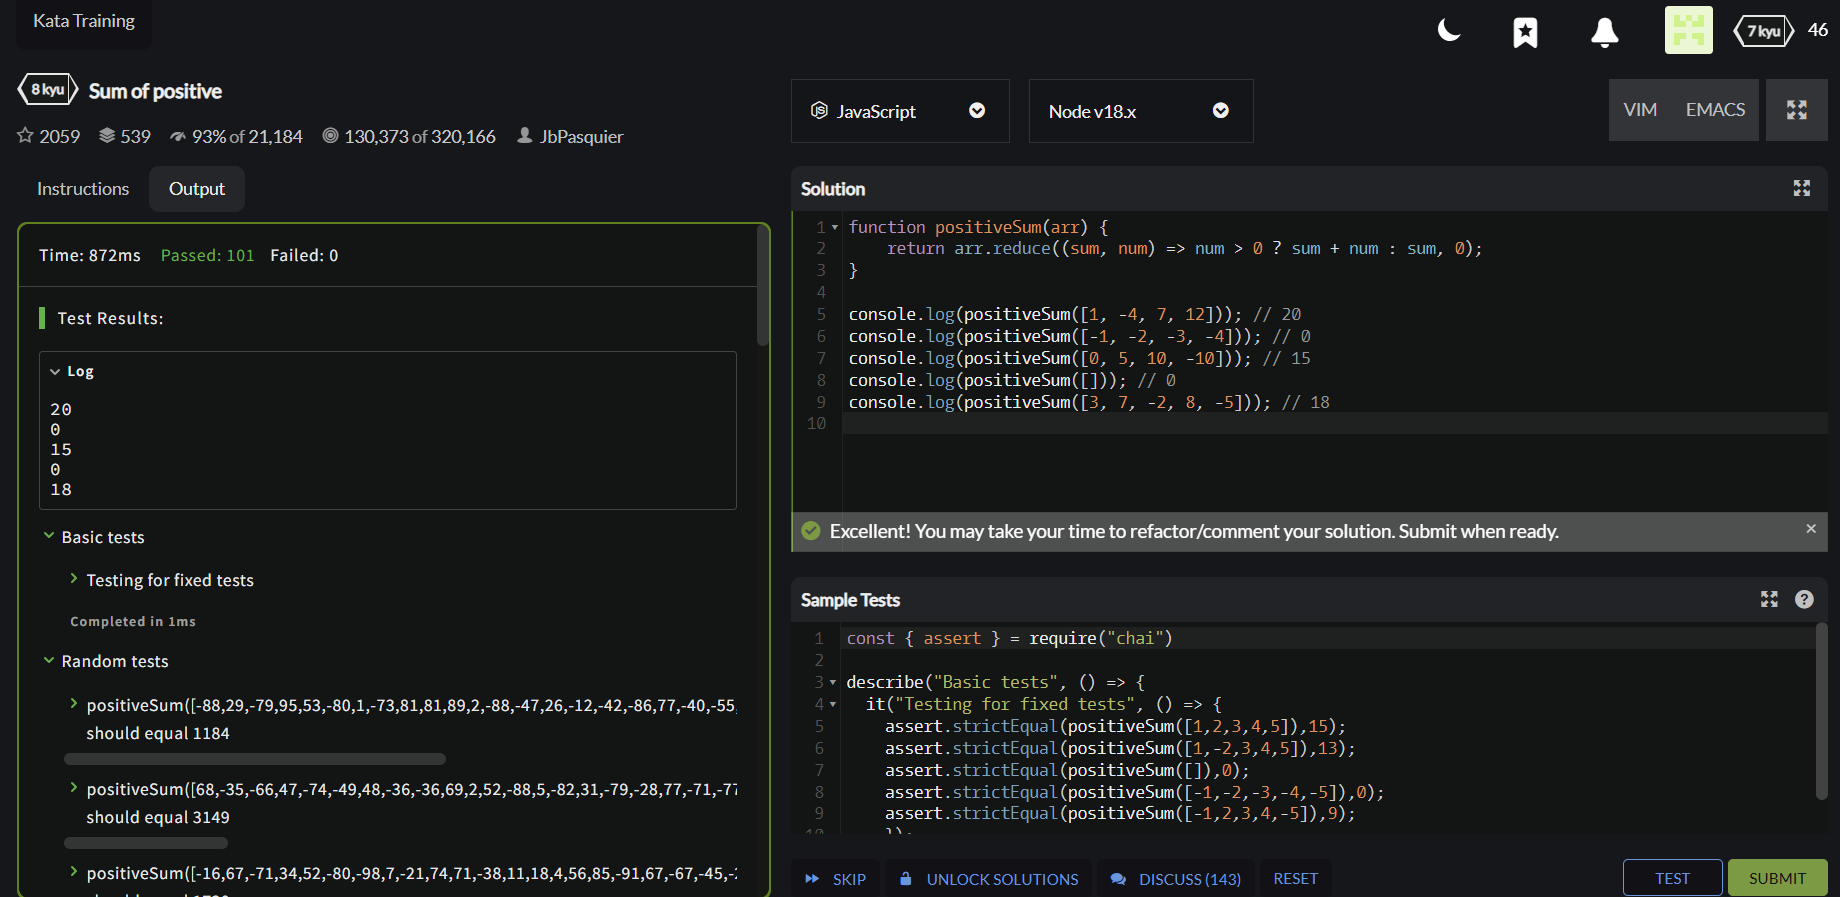 Kata Training
7 kyu 46
8 kyu Sum of positive
2059 539 93% of 21,184 130,373 of 320,166 JbPasquier
Instructions Output
Time: 872ms Passed: 101 Failed: 0
Test Results:
Log
20
0
15
0
18
Basic tests
Testing for fixed tests
Completed in 1ms
Random tests
positiveSum([-88,29,-79,95,53,-80,1,-73,81,81,89,2,-88,-47,26,-12,-42,-86,77,-40,-55,
should equal 1184
positiveSum([68,-35,-66,47,-74,-49,48,-36,-36,69,2,52,-88,5,-82,31,-79,-28,77,-71,-77
should equal 3149
positiveSum([-16,67,-71,34,52,-80,-98,7,-21,74,71,-38,11,18,4,56,85,-91,67,-67,-45,-
JavaScript Node v18.x VIM EMACS
Solution
1 function positiveSum(arr) {
2 return arr.reduce((sum, num) => num > 0 ? sum + num : sum, 0);
3 }
4
5 console.log(positiveSum([1, -4, 7, 12])); // 20
6 console.log(positiveSum([-1, -2, -3, -4])); // 0
7 console.log(positiveSum([0, 5, 10, -10])); // 15
8 console.log(positiveSum([])); // 0
9 console.log(positiveSum([3, 7, -2, 8, -5])); // 18
10
Excellent! You may take your time to refactor/comment your solution. Submit when ready.
Sample Tests
1 const { assert } = require("chai")
2
3 describe("Basic tests", () => {
4 it("Testing for fixed tests", () => {
5 assert.strictEqual(positiveSum([1,2,3,4,5]),15);
6 assert.strictEqual(positiveSum([1,-2,3,4,5]),13);
7 assert.strictEqual(positiveSum([]),0);
8 assert.strictEqual(positiveSum([-1,-2,-3,-4,-5]),0);
9 assert.strictEqual(positiveSum([-1,2,3,4,-5]),9);
10 });
SKIP UNLOCK SOLUTIONS DISCUSS (143) RESET TEST SUBMIT